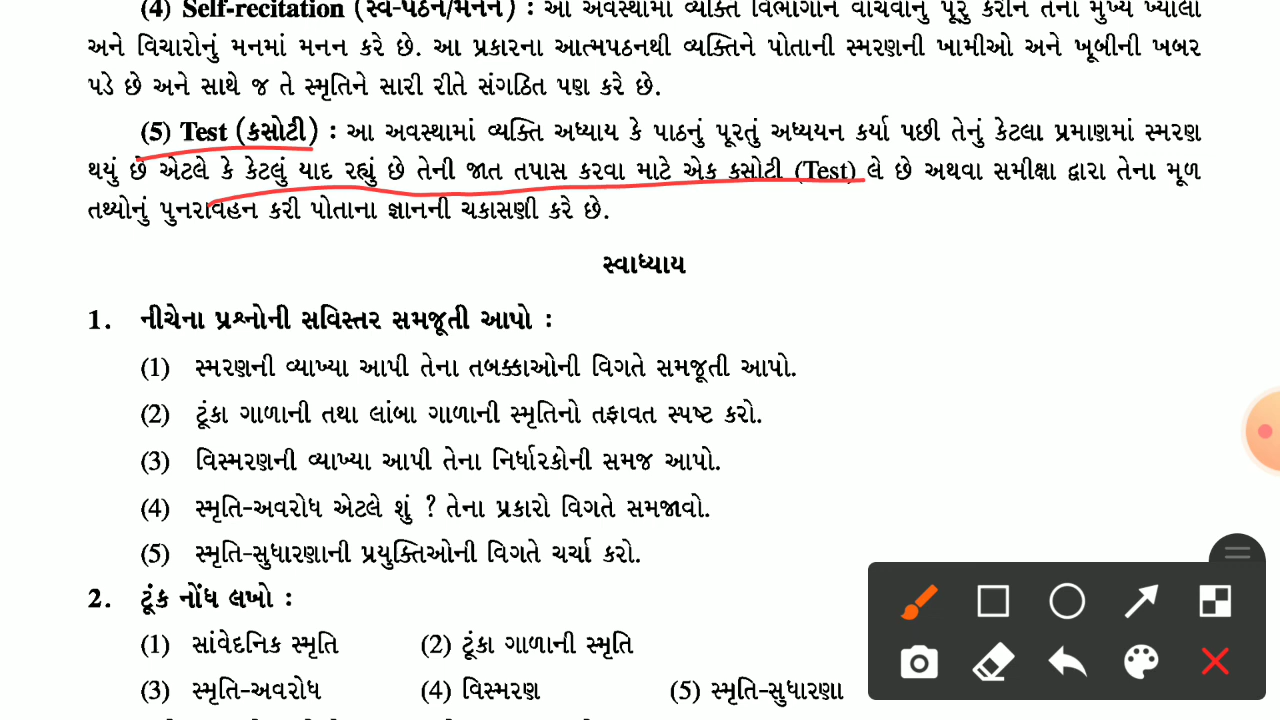 (4) Self-recitation (સ્વ-પઠન/મનન) : આ અવસ્થામાં વ્યક્તિ વિભાગોને વાંચવાનું પૂરું કરીને તેના મુખ્ય ખ્યાલો
અને વિચારોનું મનમાં મનન કરે છે. આ પ્રકારના આત્મપઠનથી વ્યક્તિને પોતાની સ્મરણની ખામીઓ અને ખૂબીની ખબર
પડે છે અને સાથે જ તે સ્મૃતિને સારી રીતે સંગઠિત પણ કરે છે.
(5) Test (કસોટી) : આ અવસ્થામાં વ્યક્તિ અધ્યાય કે પાઠનું પૂરતું અધ્યયન કર્યા પછી તેનું કેટલા પ્રમાણમાં સ્મરણ
થયું છે એટલે કે કેટલું યાદ રહ્યું છે તેની જાત તપાસ કરવા માટે એક કસોટી (Test) લે છે અથવા સમીક્ષા દ્વારા તેના મૂળ
તથ્યોનું પુનરાવહન કરી પોતાના જ્ઞાનની ચકાસણી કરે છે.
સ્વાધ્યાય
1. નીચેના પ્રશ્નોની સવિસ્તર સમજૂતી આપો :
(1) સ્મરણની વ્યાખ્યા આપી તેના તબક્કાઓની વિગતે સમજૂતી આપો.
(2) ટૂંકા ગાળાની તથા લાંબા ગાળાની સ્મૃતિનો તફાવત સ્પષ્ટ કરો.
(3) વિસ્મરણની વ્યાખ્યા આપી તેના નિર્ધારકોની સમજ આપો.
(4) સ્મૃતિ-અવરોધ એટલે શું ? તેના પ્રકારો વિગતે સમજાવો.
(5) સ્મૃતિ-સુધારણાની પ્રયુક્તિઓની વિગતે ચર્ચા કરો.
2. ટૂંક નોંધ લખો :
(1) સાંવેદનિક સ્મૃતિ (2) ટૂંકા ગાળાની સ્મૃતિ
(3) સ્મૃતિ-અવરોધ (4) વિસ્મરણ (5) સ્મૃતિ-સુધારણા